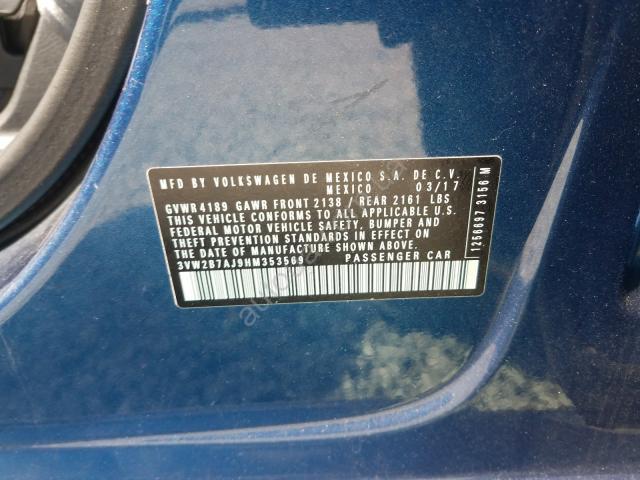 MFD BY VOLKSWAGEN DE MEXICO S.A. DE C.V.
MEXICO 03/17
GVWR 4189 GAWR FRONT 2138 / REAR 2161 LBS
THIS VEHICLE CONFORMS TO ALL APPLICABLE U.S.
FEDERAL MOTOR VEHICLE SAFETY, BUMPER AND
THEFT PREVENTION STANDARDS IN EFFECT ON THE
DATE OF MANUFACTURE SHOWN ABOVE.
3VW2B7AJ9HM353569 PASSENGER CAR
1256697 3156 M